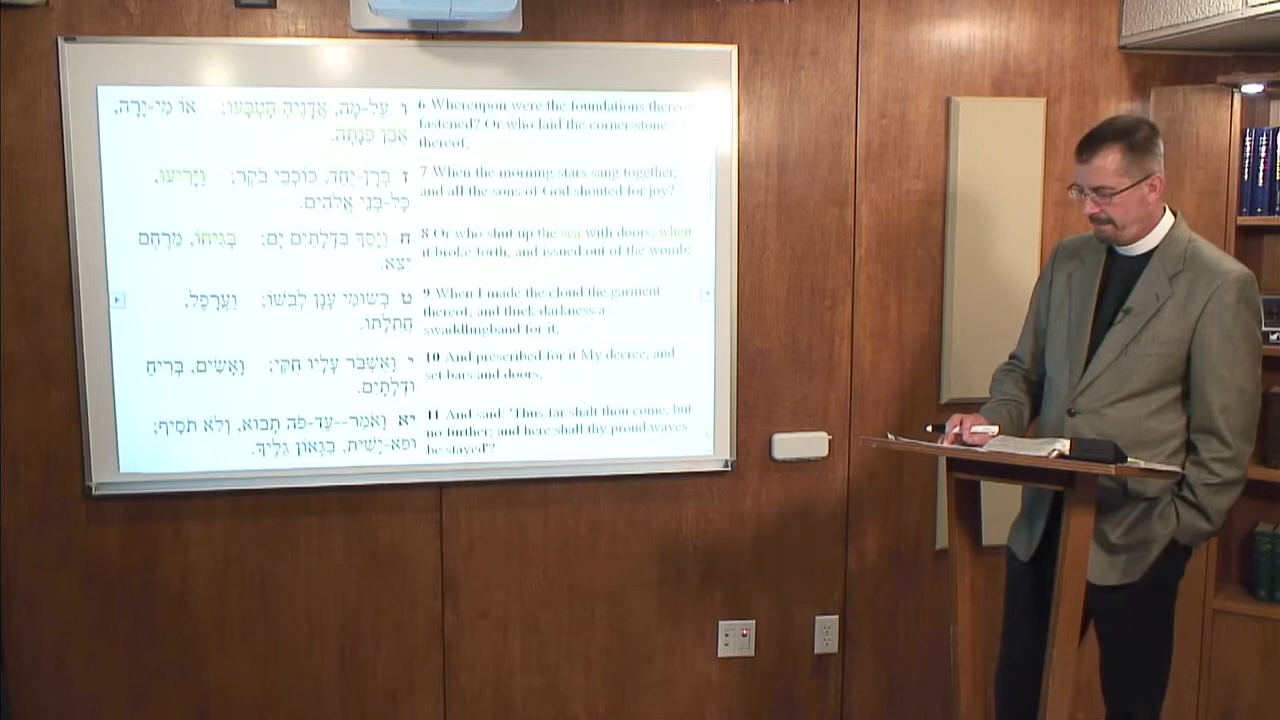 ו עַל-מָה, אֲדָנֶיהָ הָטְבָּעוּ; אוֹ מִי-יָרָה,
אֶבֶן פִּנָּתָהּ.
6 Whereupon were the foundations thereof
fastened? Or who laid the corner-stone
thereof,
ז בְּרָן-יַחַד, כּוֹכְבֵי בֹקֶר; וַיָּרִיעוּ,
כָּל-בְּנֵי אֱלֹהִים.
7 When the morning stars sang together,
and all the sons of God shouted for joy?
ח וַיָּסֶךְ בִּדְלָתַיִם יָם; בְּגִיחוֹ, מֵרֶחֶם
יֵצֵא.
8 Or who shut up the sea with doors, when
it broke forth, and issued out of the womb;
ט בְּשׂוּמִי עָנָן לְבֻשׁוֹ; וַעֲרָפֶל,
חֲתֻלָּתוֹ.
9 When I made the cloud the garment
thereof, and thick darkness a
swaddlingband for it,
י וָאֶשְׁבֹּר עָלָיו חֻקִּי; וָאָשִׂים, בְּרִיחַ
וּדְלָתָיִם.
10 And prescribed for it My decree, and
set bars and doors,
יא וָאֹמַר--עַד-פֹּה תָבוֹא, וְלֹא תֹסִיף;
וּפֹא-יָשִׁית, בִּגְאוֹן גַּלֶּיךָ.
11 And said: 'Thus far shalt thou come, but
no further; and here shall thy proud waves
be stayed'?